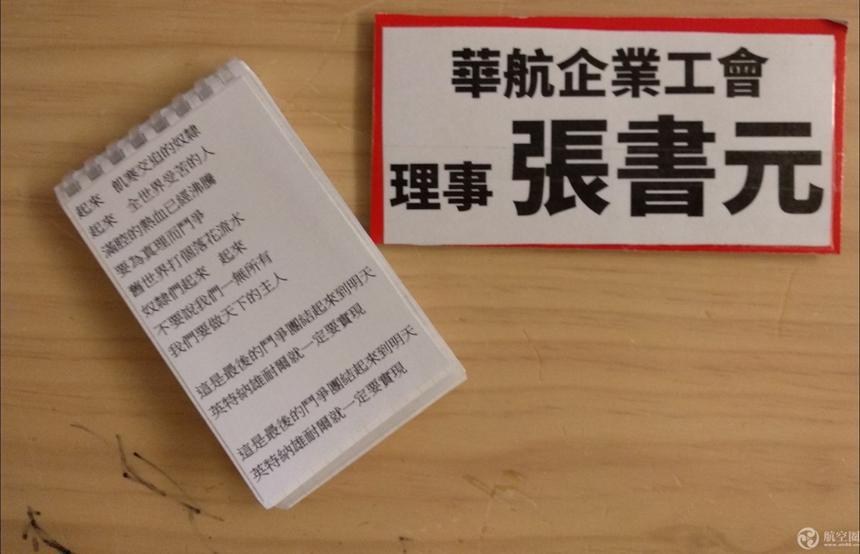 起來 飢寒交迫的奴隸
起來 全世界受苦的人
滿腔的熱血已經沸騰
要為真理而鬥爭
舊世界打個落花流水
奴隸們起來 起來
不要說我們一無所有
我們要做天下的主人
這是最後的鬥爭團結起來到明天
英特納雄耐爾就一定要實現
這是最後的鬥爭團結起來到明天
英特納雄耐爾就一定要實現
華航企業工會
理事 張書元
航空圈